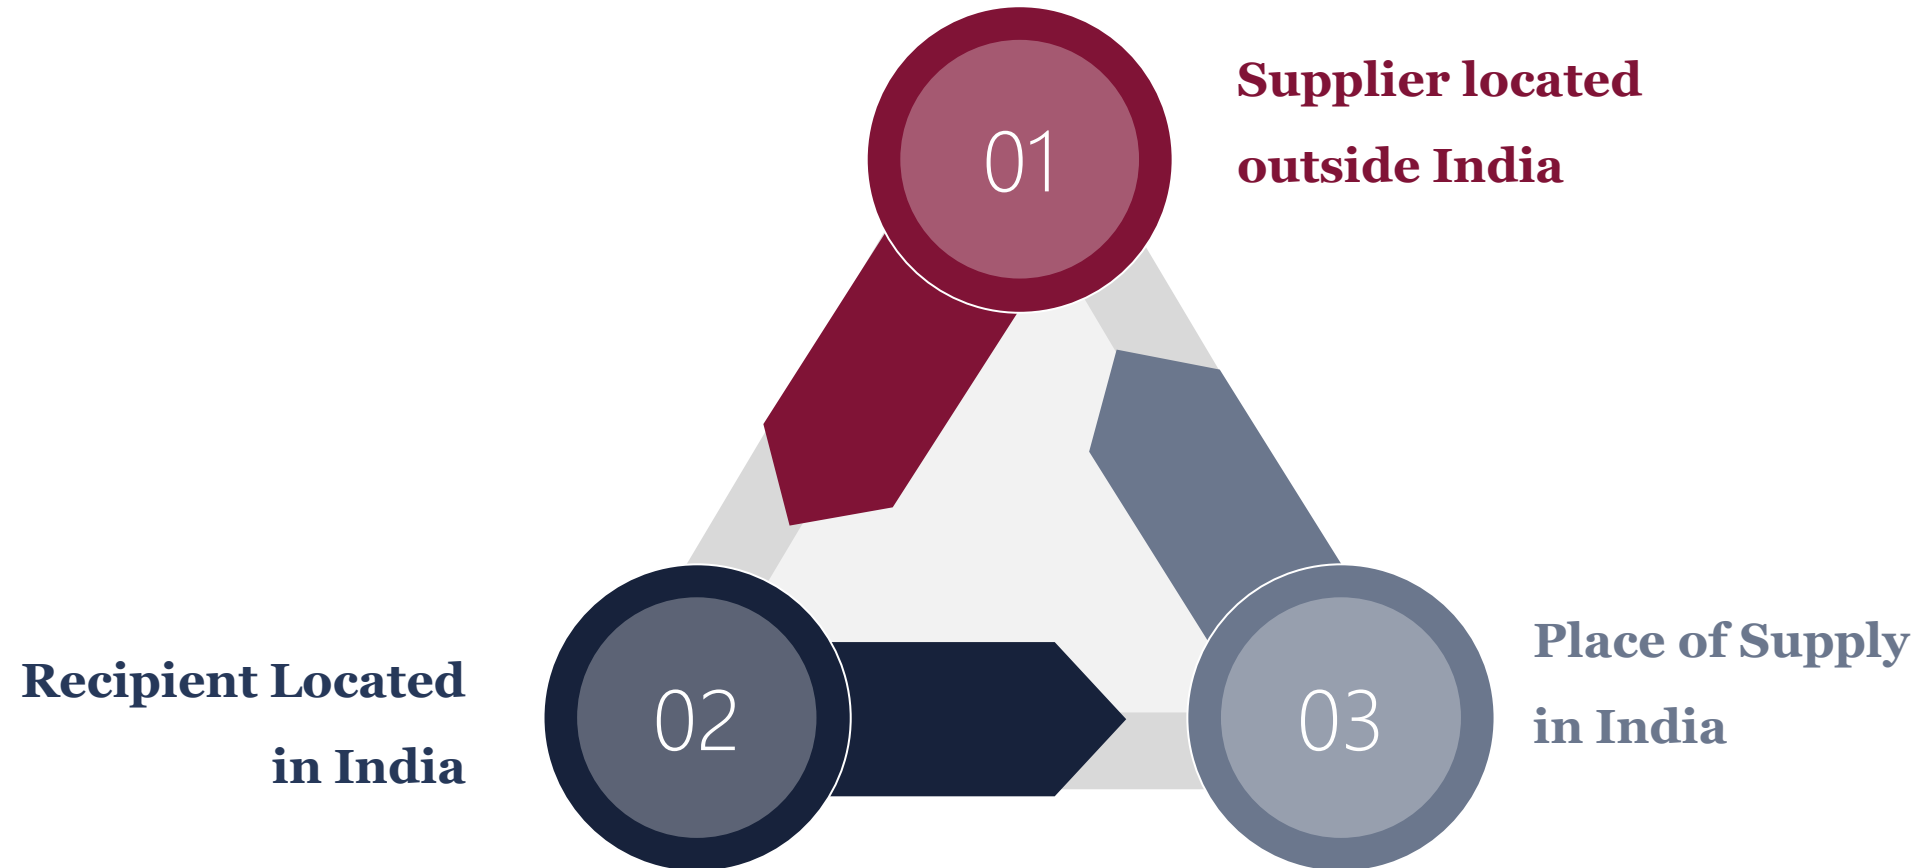 01
Supplier located
outside India
02
Recipient Located
in India
03
Place of Supply
in India